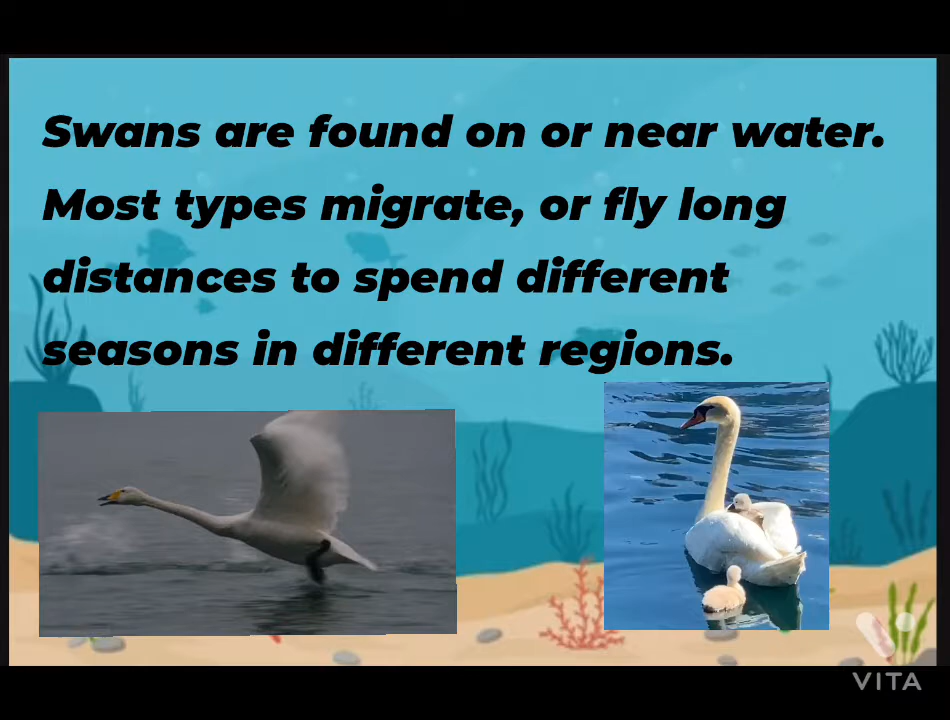 Swans are found on or near water.
Most types migrate, or fly long
distances to spend different
seasons in different regions.
VITA